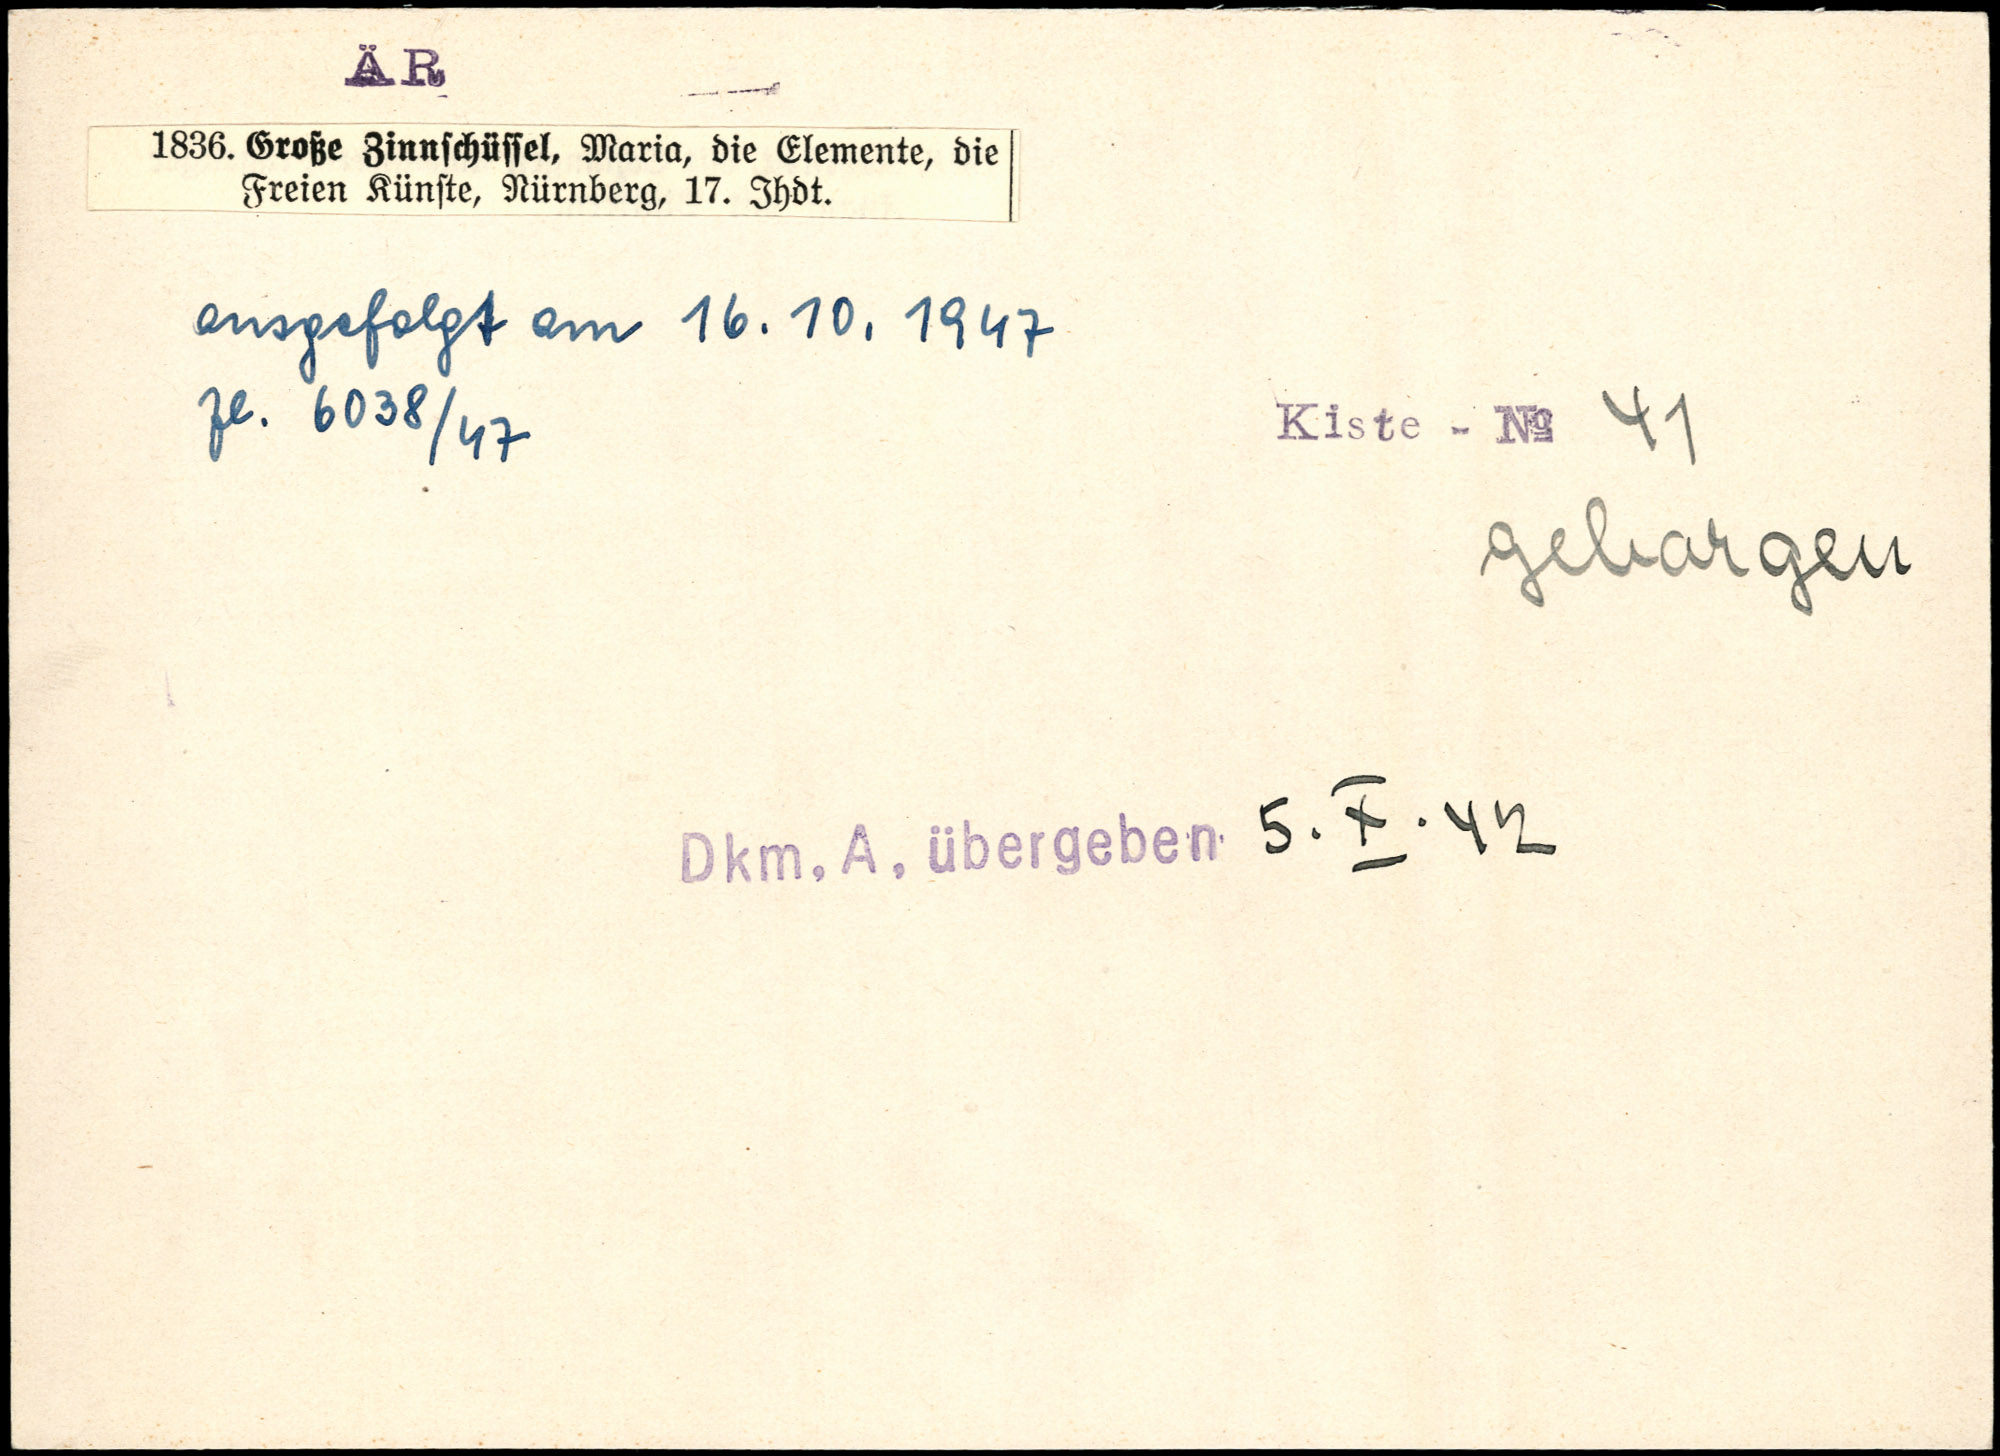 ÄR
1836. Große Zinnschüssel, Maria, die Elemente, die
Freien Künste, Nürnberg, 17. Jhdt.
ausgefolgt am 16. 10. 1947
Zl. 6038/47
Kiste - № 41
geborgen
Dkm. A. übergeben 5. X. 42